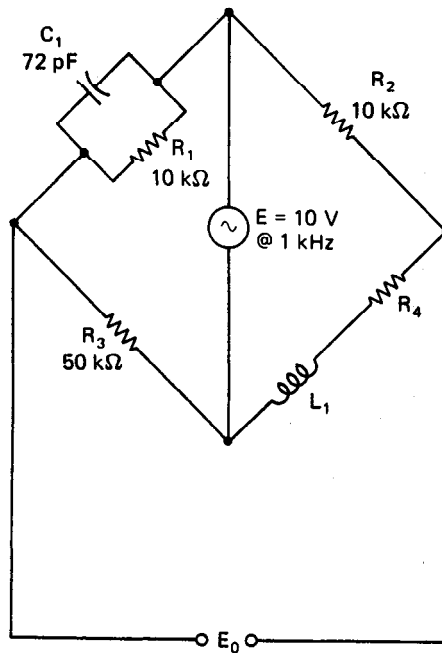 C₁
72 pF
R₂
10 kΩ
R₁
10 kΩ
E = 10 V
@ 1 kHz
R₄
R₃
50 kΩ
L₁
E₀